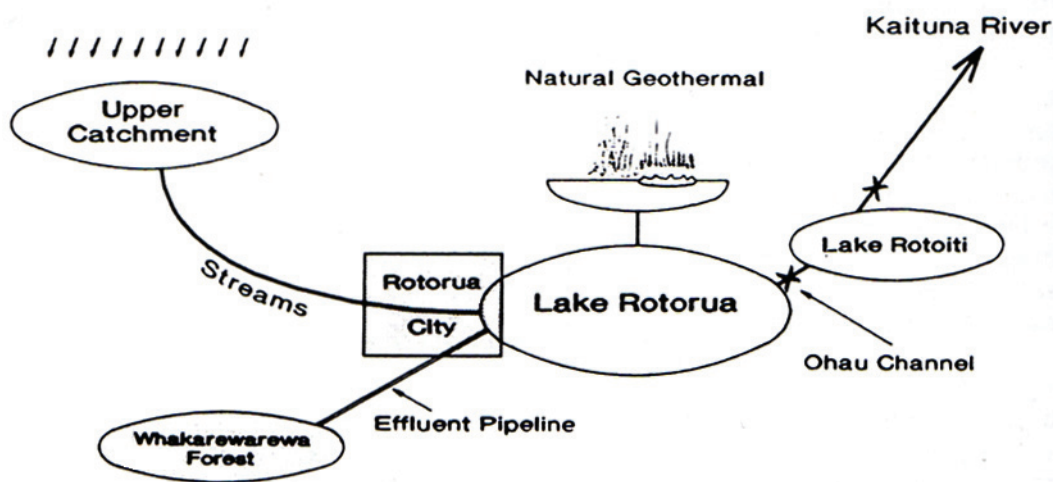 Kaituna River
Natural Geothermal
Upper
Catchment
Lake Rotoiti
Streams
Rotorua
City
Lake Rotorua
Ohau Channel
Effluent Pipeline
Whakarewarewa
Forest